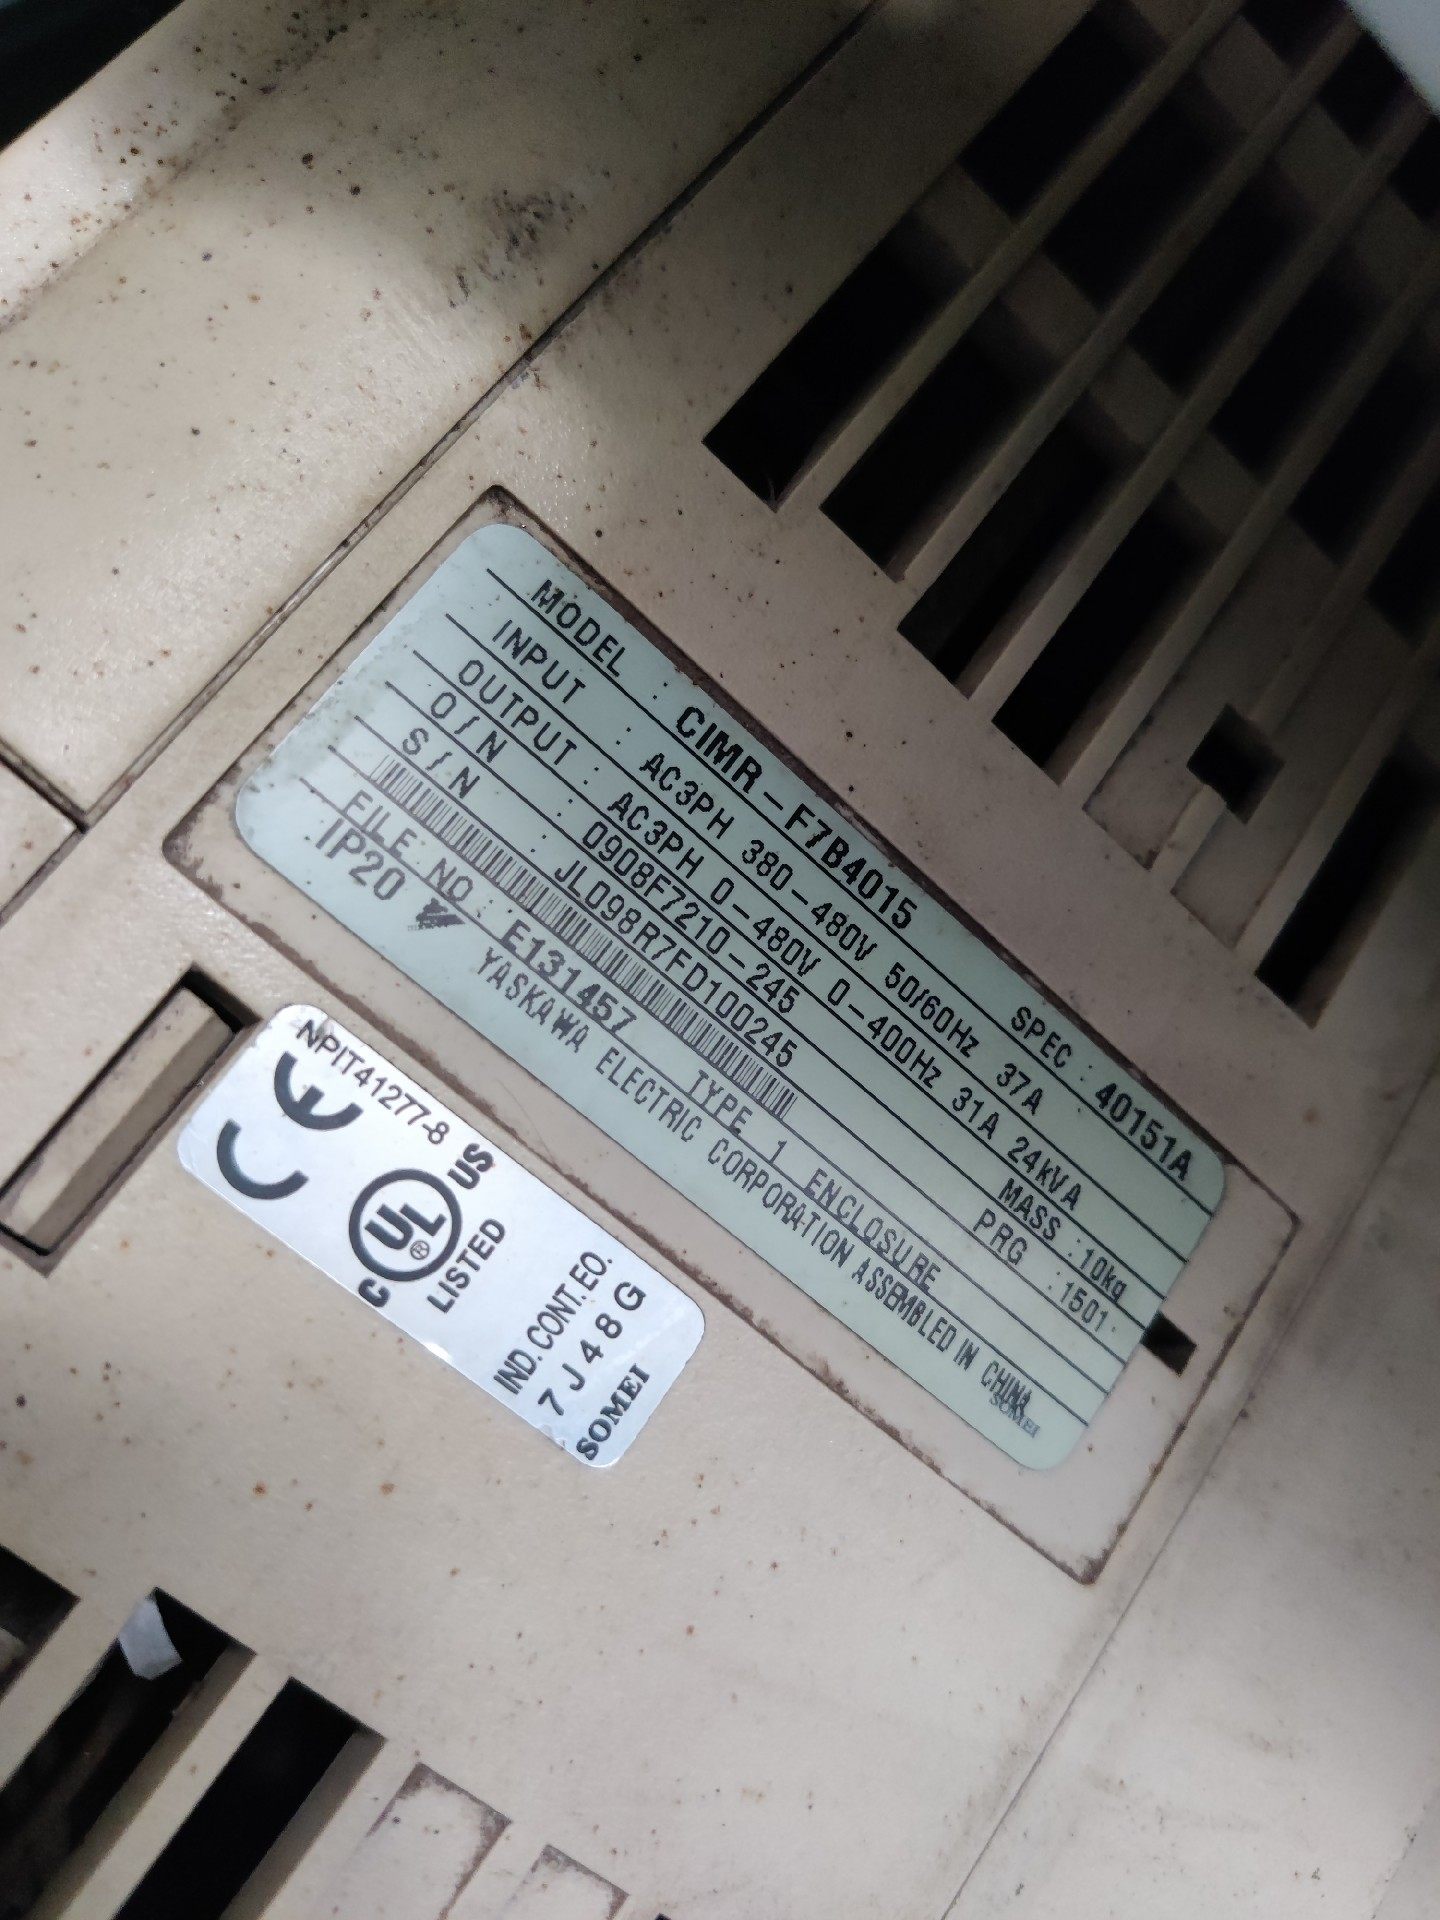 MODEL : CIMR-F7B4015 SPEC : 40151A
INPUT : AC3PH 380-480V 50/60Hz 37A
OUTPUT : AC3PH 0-480V 0-400Hz 31A 24kVA
O/N : 0908F7210-245 MASS : 10kg
S/N : JL098R7FD100245 PRG : 1501
FILE NO : E131457 TYPE 1 ENCLOSURE
IP20 YASKAWA ELECTRIC CORPORATION ASSEMBLED IN CHINA
SOMEI
NPIT41277-8
CE
C UL ® US
LISTED
IND. CONT. EQ.
7J48G
SOMEI